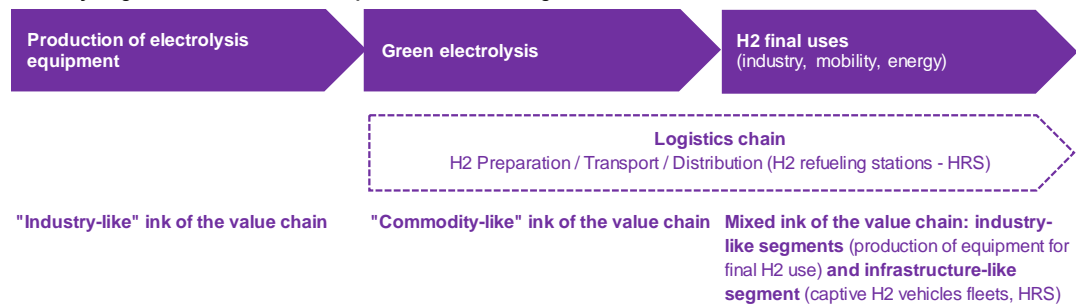 Production of electrolysis
equipment
Green electrolysis
H2 final uses
(industry, mobility, energy)
Logistics chain
H2 Preparation / Transport / Distribution (H2 refueling stations - HRS)
"Industry-like" ink of the value chain
"Commodity-like" ink of the value chain
Mixed ink of the value chain: industry-
like segments (production of equipment for
final H2 use) and infrastructure-like
segment (captive H2 vehicles fleets, HRS)